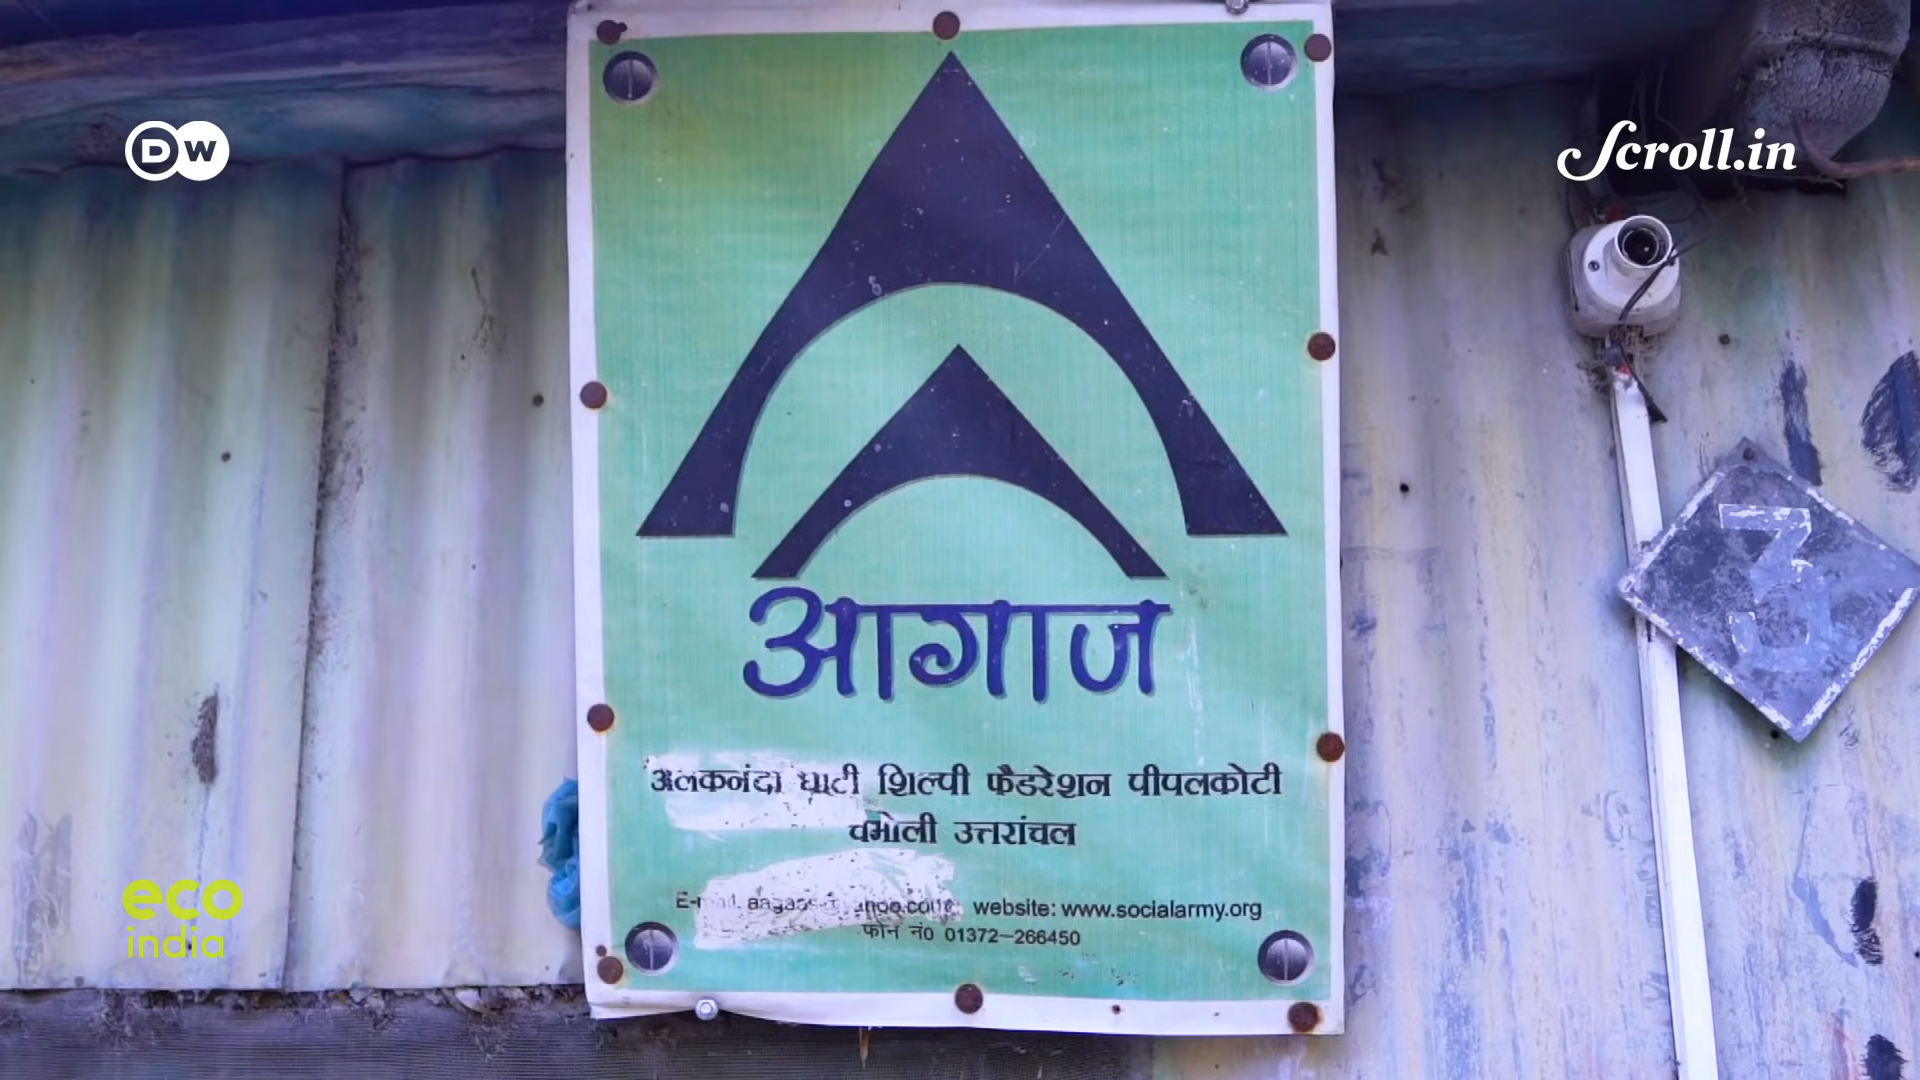 DW
Scroll.in
3
आगाज
अलकनंदा घाटी शिल्पी फैडरेशन पीपलकोटी
चमोली उत्तरांचल
website: www.socialarmy.org
फोन नं0 01372–266450
eco
india